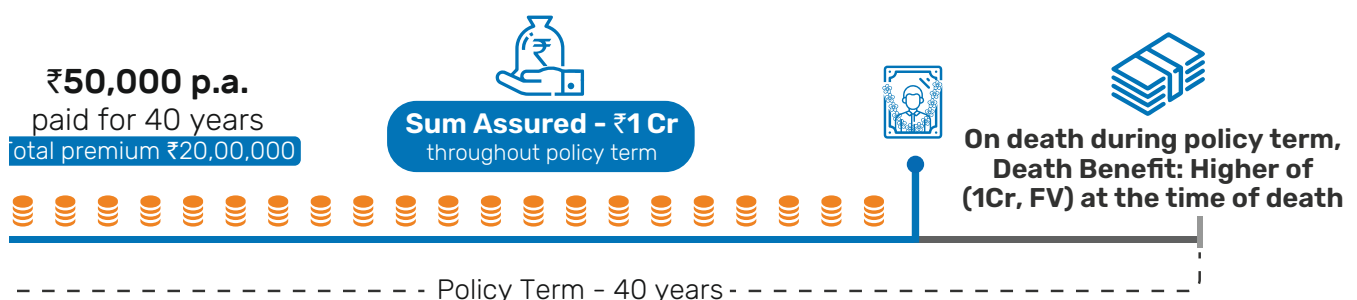 ₹50,000 p.a.
paid for 40 years
otal premium ₹20,00,000
₹
Sum Assured - ₹1 Cr
throughout policy term
On death during policy term,
Death Benefit: Higher of
(1Cr, FV) at the time of death
Policy Term - 40 years